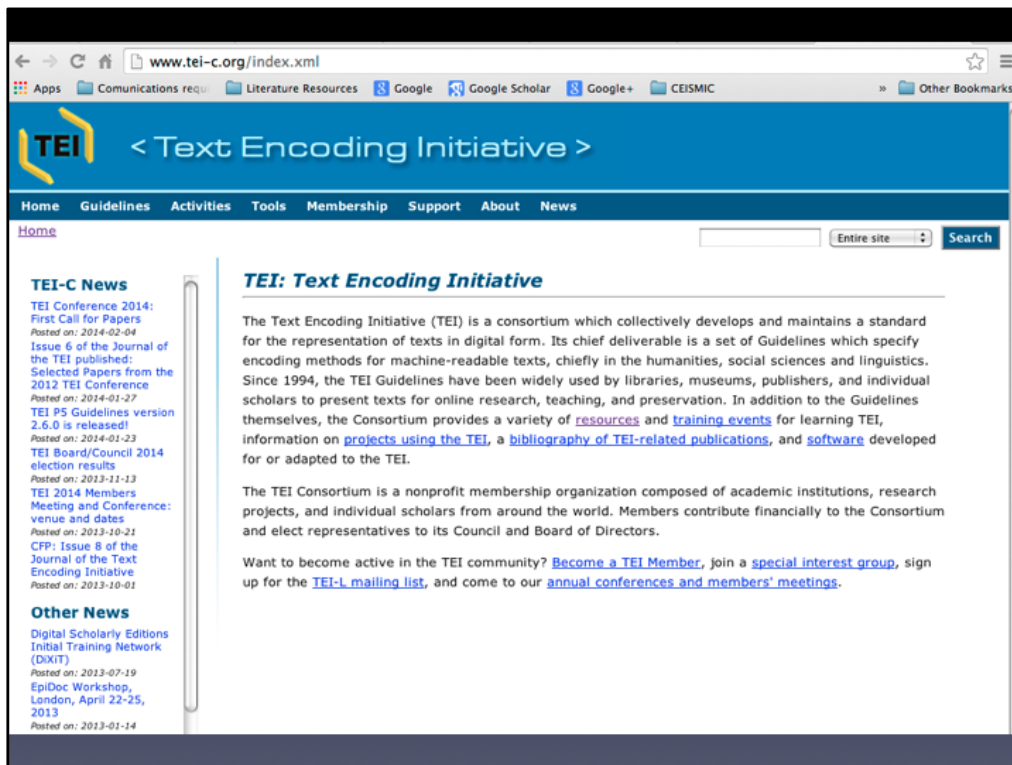 www.tei-c.org/index.xml
Apps Comunications requ Literature Resources Google Google Scholar Google+ CEISMIC » Other Bookmarks
TEI < Text Encoding Initiative >
Home Guidelines Activities Tools Membership Support About News
Home
Entire site Search
TEI-C News
TEI Conference 2014:
First Call for Papers
Posted on: 2014-02-04
Issue 6 of the Journal of
the TEI published:
Selected Papers from the
2012 TEI Conference
Posted on: 2014-01-27
TEI P5 Guidelines version
2.6.0 is released!
Posted on: 2014-01-23
TEI Board/Council 2014
election results
Posted on: 2013-11-13
TEI 2014 Members
Meeting and Conference:
venue and dates
Posted on: 2013-10-21
CFP: Issue 8 of the
Journal of the Text
Encoding Initiative
Posted on: 2013-10-01
Other News
Digital Scholarly Editions
Initial Training Network
(DiXiT)
Posted on: 2013-07-19
EpiDoc Workshop,
London, April 22-25,
2013
Posted on: 2013-01-14
TEI: Text Encoding Initiative
The Text Encoding Initiative (TEI) is a consortium which collectively develops and maintains a standard
for the representation of texts in digital form. Its chief deliverable is a set of Guidelines which specify
encoding methods for machine-readable texts, chiefly in the humanities, social sciences and linguistics.
Since 1994, the TEI Guidelines have been widely used by libraries, museums, publishers, and individual
scholars to present texts for online research, teaching, and preservation. In addition to the Guidelines
themselves, the Consortium provides a variety of resources and training events for learning TEI,
information on projects using the TEI, a bibliography of TEI-related publications, and software developed
for or adapted to the TEI.
The TEI Consortium is a nonprofit membership organization composed of academic institutions, research
projects, and individual scholars from around the world. Members contribute financially to the Consortium
and elect representatives to its Council and Board of Directors.
Want to become active in the TEI community? Become a TEI Member, join a special interest group, sign
up for the TEI-L mailing list, and come to our annual conferences and members' meetings.